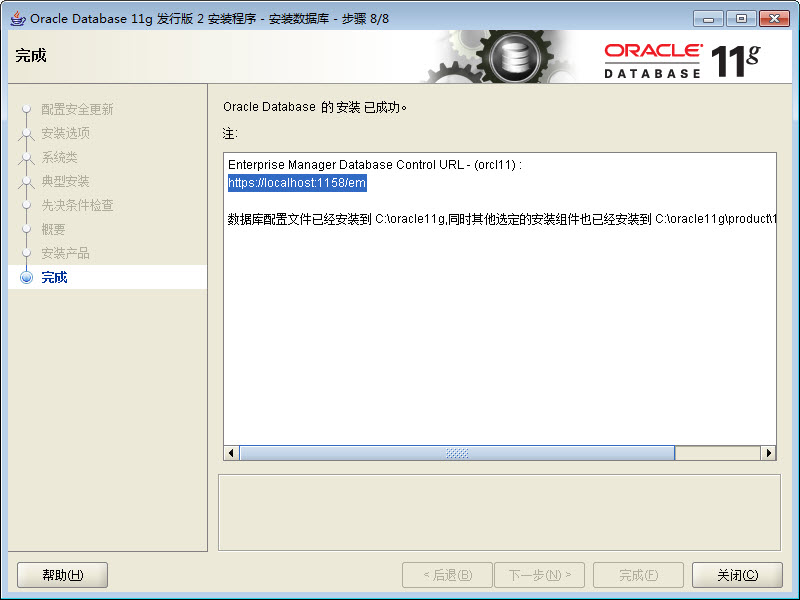 Oracle Database 11g 发行版 2 安装程序 - 安装数据库 - 步骤 8/8
完成
ORACLE
DATABASE
11g
配置安全更新
安装选项
系统类
典型安装
先决条件检查
概要
安装产品
完成
Oracle Database 的 安装 已成功。
注:
Enterprise Manager Database Control URL - (orcl11) :
https://localhost:1158/em
数据库配置文件已经安装到 C:\oracle11g,同时其他选定的安装组件也已经安装到 C:\oracle11g\product\1
帮助(H)
< 后退(B)
下一步(N) >
完成(F)
关闭(C)